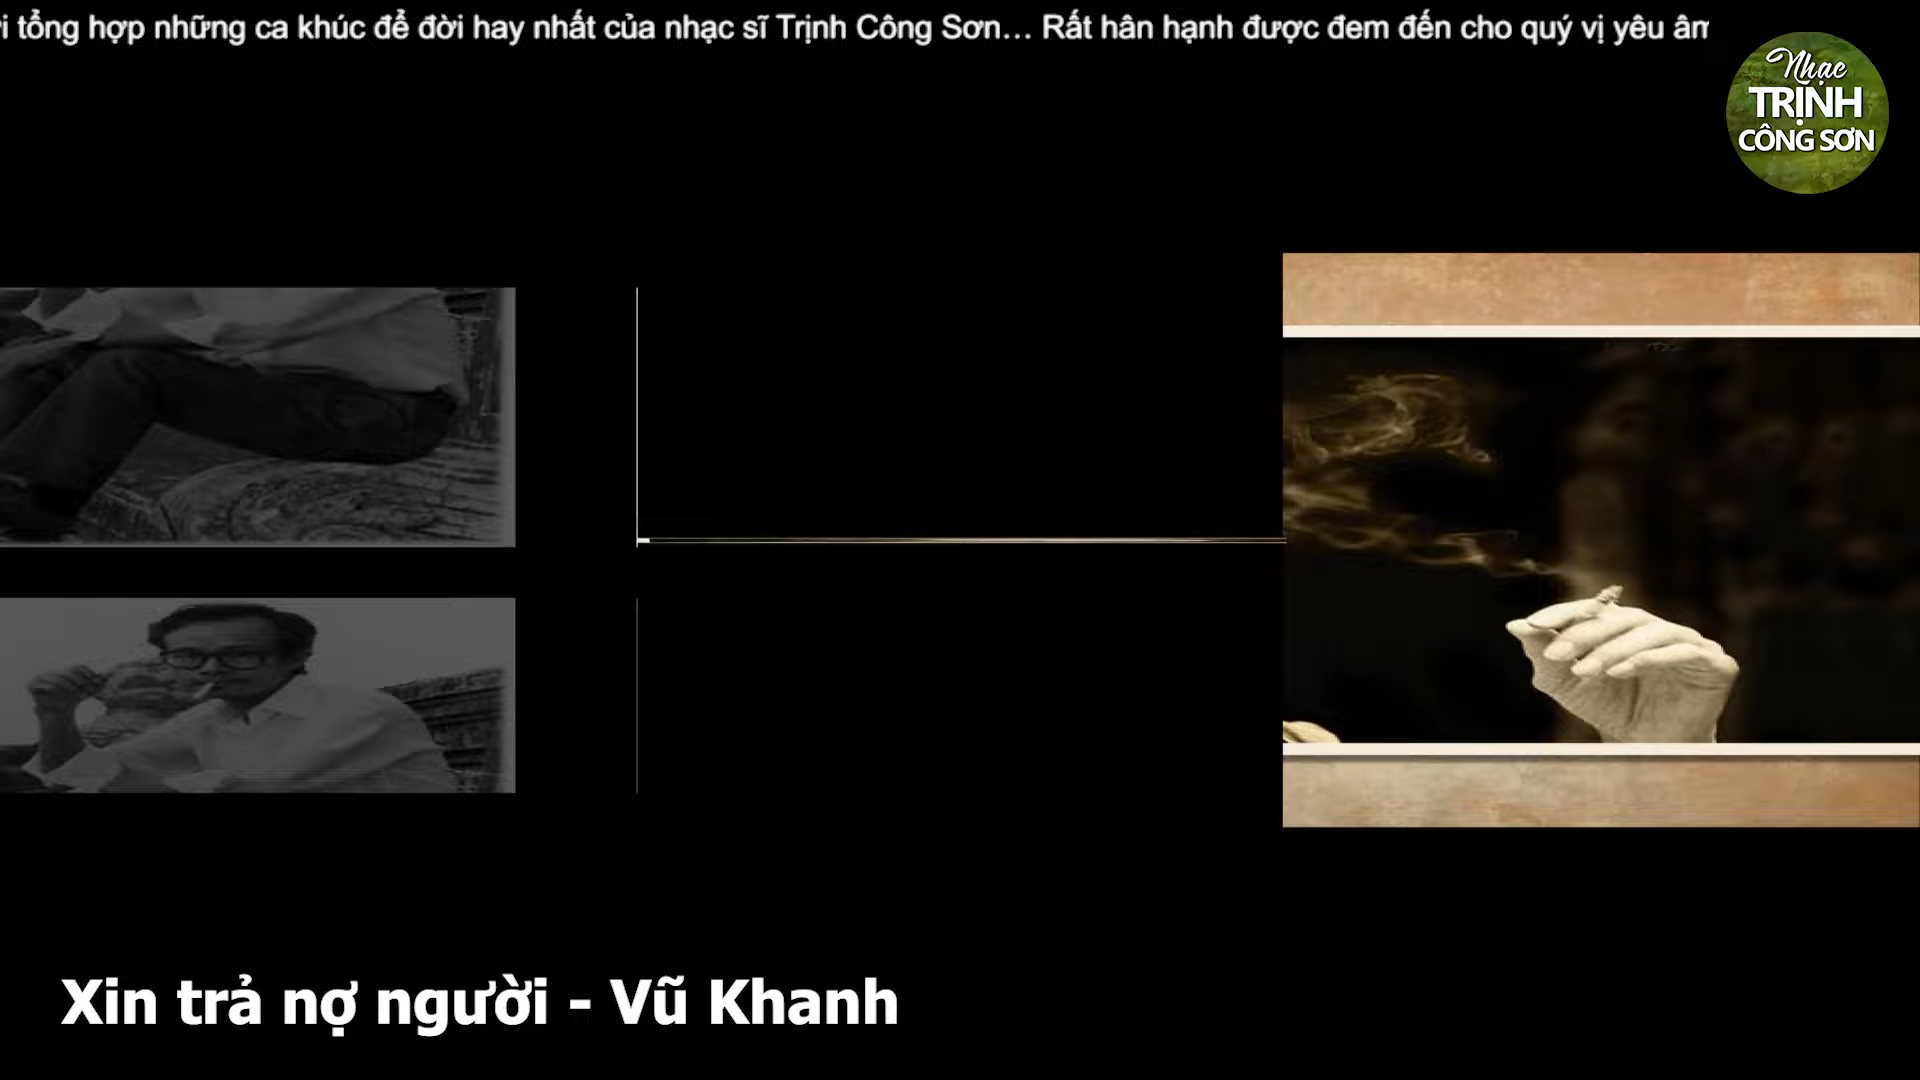 tổng hợp những ca khúc để đời hay nhất của nhạc sĩ Trịnh Công Sơn... Rất hân hạnh được đem đến cho quý vị yêu âm
Nhạc
TRỊNH
CÔNG SƠN
Xin trả nợ người - Vũ Khanh